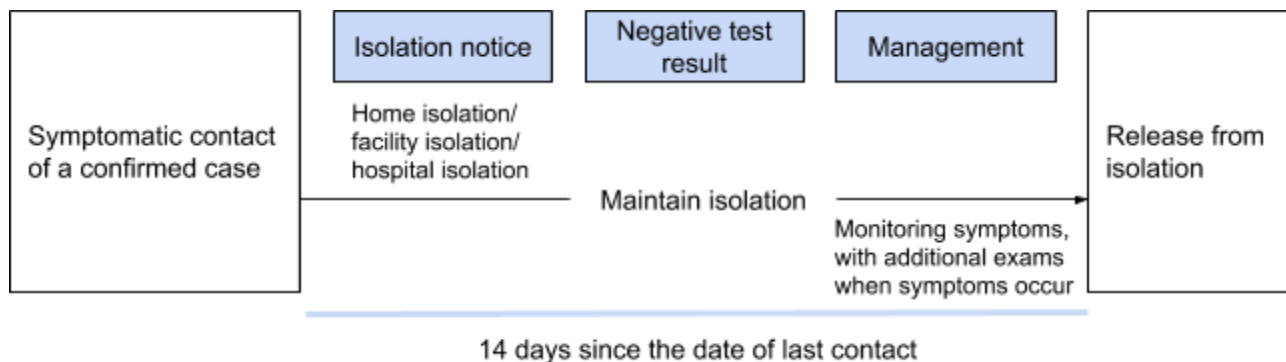 Symptomatic contact
of a confirmed case
Isolation notice
Home isolation/
facility isolation/
hospital isolation
Negative test
result
Maintain isolation
Management
Monitoring symptoms,
with additional exams
when symptoms occur
Release from
isolation
14 days since the date of last contact